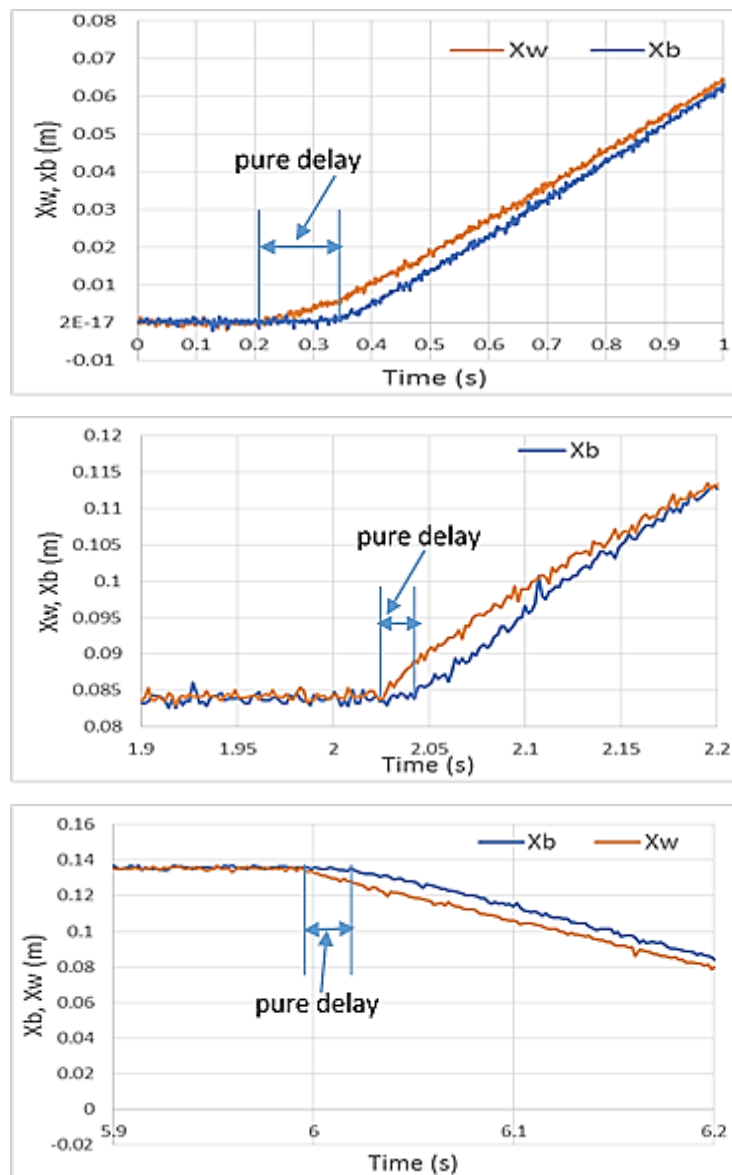 0.08
Xw Xb
0.07
0.06
0.05
pure delay
0.04
Xw, xb (m)
0.03
0.02
0.01
2E-17
-0.01
0 0.1 0.2 0.3 0.4 0.5 0.6 0.7 0.8 0.9 1
Time (s)
0.12
Xb
0.115
0.11
pure delay
0.105
Xw, Xb (m)
0.1
0.095
0.09
0.085
0.08
1.9 1.95 2 2.05 2.1 2.15 2.2
Time (s)
0.16
Xb Xw
0.14
0.12
0.1
Xb, Xw (m)
0.08
0.06
pure delay
0.04
0.02
0
-0.02
5.9 6 6.1 6.2
Time (s)